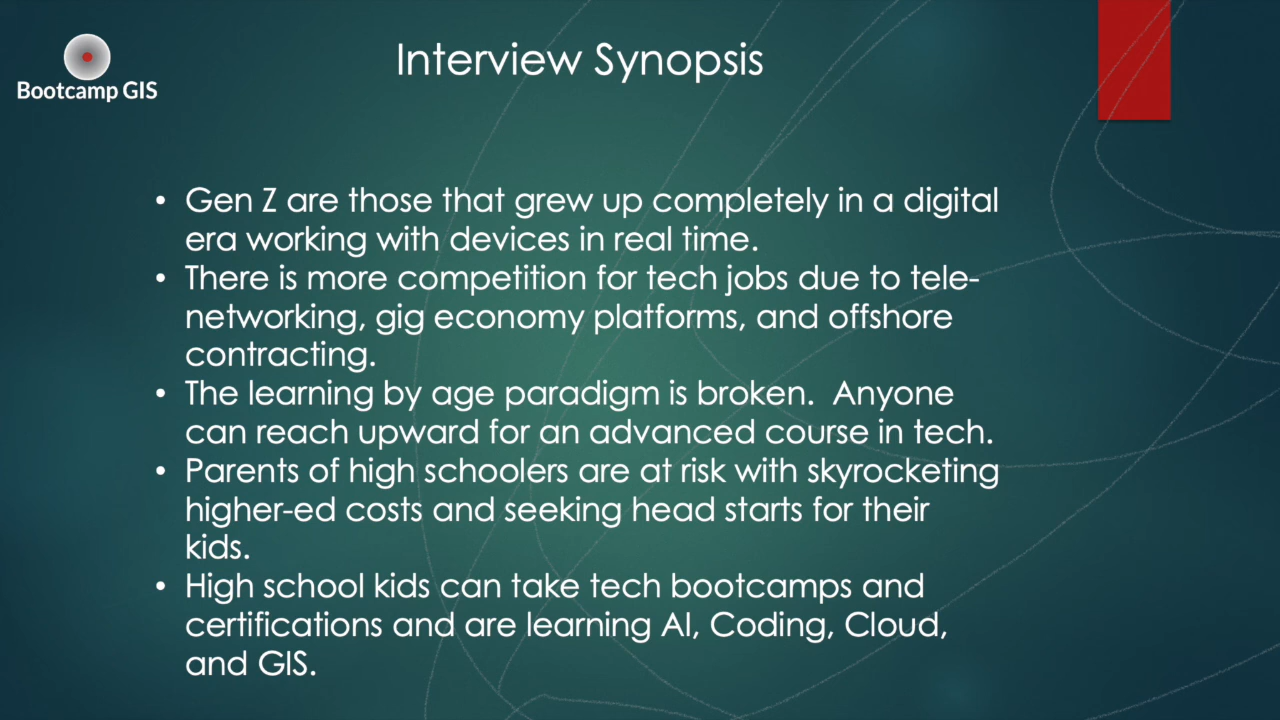 Interview Synopsis
Bootcamp GIS
• Gen Z are those that grew up completely in a digital
era working with devices in real time.
• There is more competition for tech jobs due to tele-
networking, gig economy platforms, and offshore
contracting.
• The learning by age paradigm is broken.  Anyone
can reach upward for an advanced course in tech.
• Parents of high schoolers are at risk with skyrocketing
higher-ed costs and seeking head starts for their
kids.
• High school kids can take tech bootcamps and
certifications and are learning AI, Coding, Cloud,
and GIS.